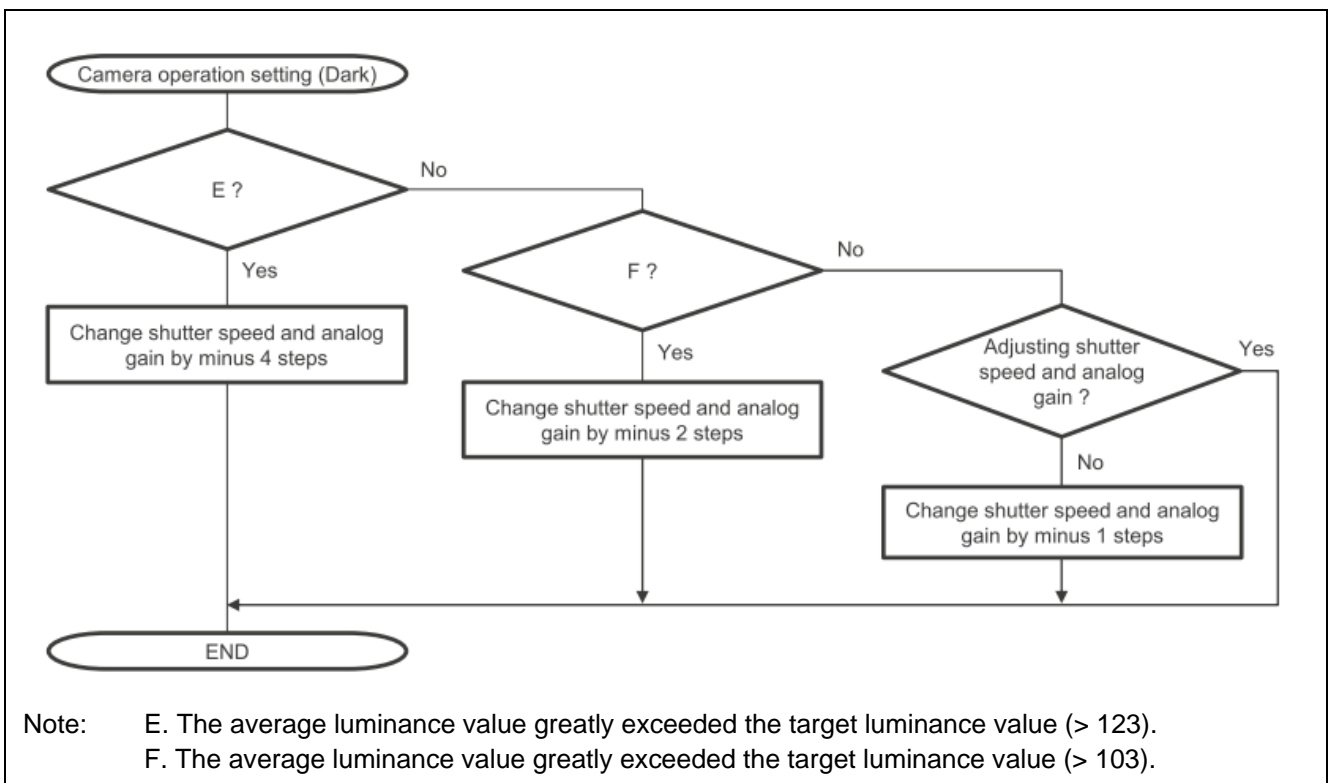 Camera operation setting (Dark)
E ?
No
Yes
Change shutter speed and analog
gain by minus 4 steps
F ?
No
Yes
Change shutter speed and analog
gain by minus 2 steps
Adjusting shutter
speed and analog
gain ?
Yes
No
Change shutter speed and analog
gain by minus 1 steps
END
Note: E. The average luminance value greatly exceeded the target luminance value (> 123).
F. The average luminance value greatly exceeded the target luminance value (> 103).